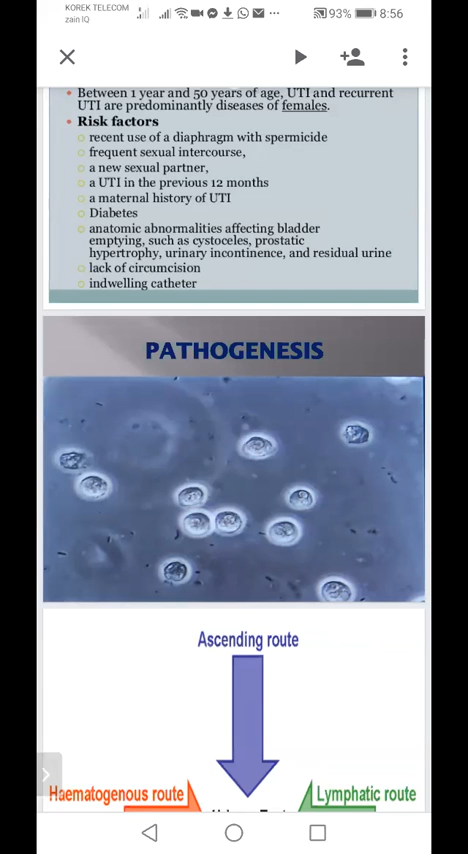 KOREK TELECOM
zain IQ
93%
8:56
Between 1 year and 50 years of age, UTI and recurrent
UTI are predominantly diseases of females.
Risk factors
recent use of a diaphragm with spermicide
frequent sexual intercourse,
a new sexual partner,
a UTI in the previous 12 months
a maternal history of UTI
Diabetes
anatomic abnormalities affecting bladder
emptying, such as cystoceles, prostatic
hypertrophy, urinary incontinence, and residual urine
lack of circumcision
indwelling catheter
PATHOGENESIS
Ascending route
Haematogenous route
Lymphatic route